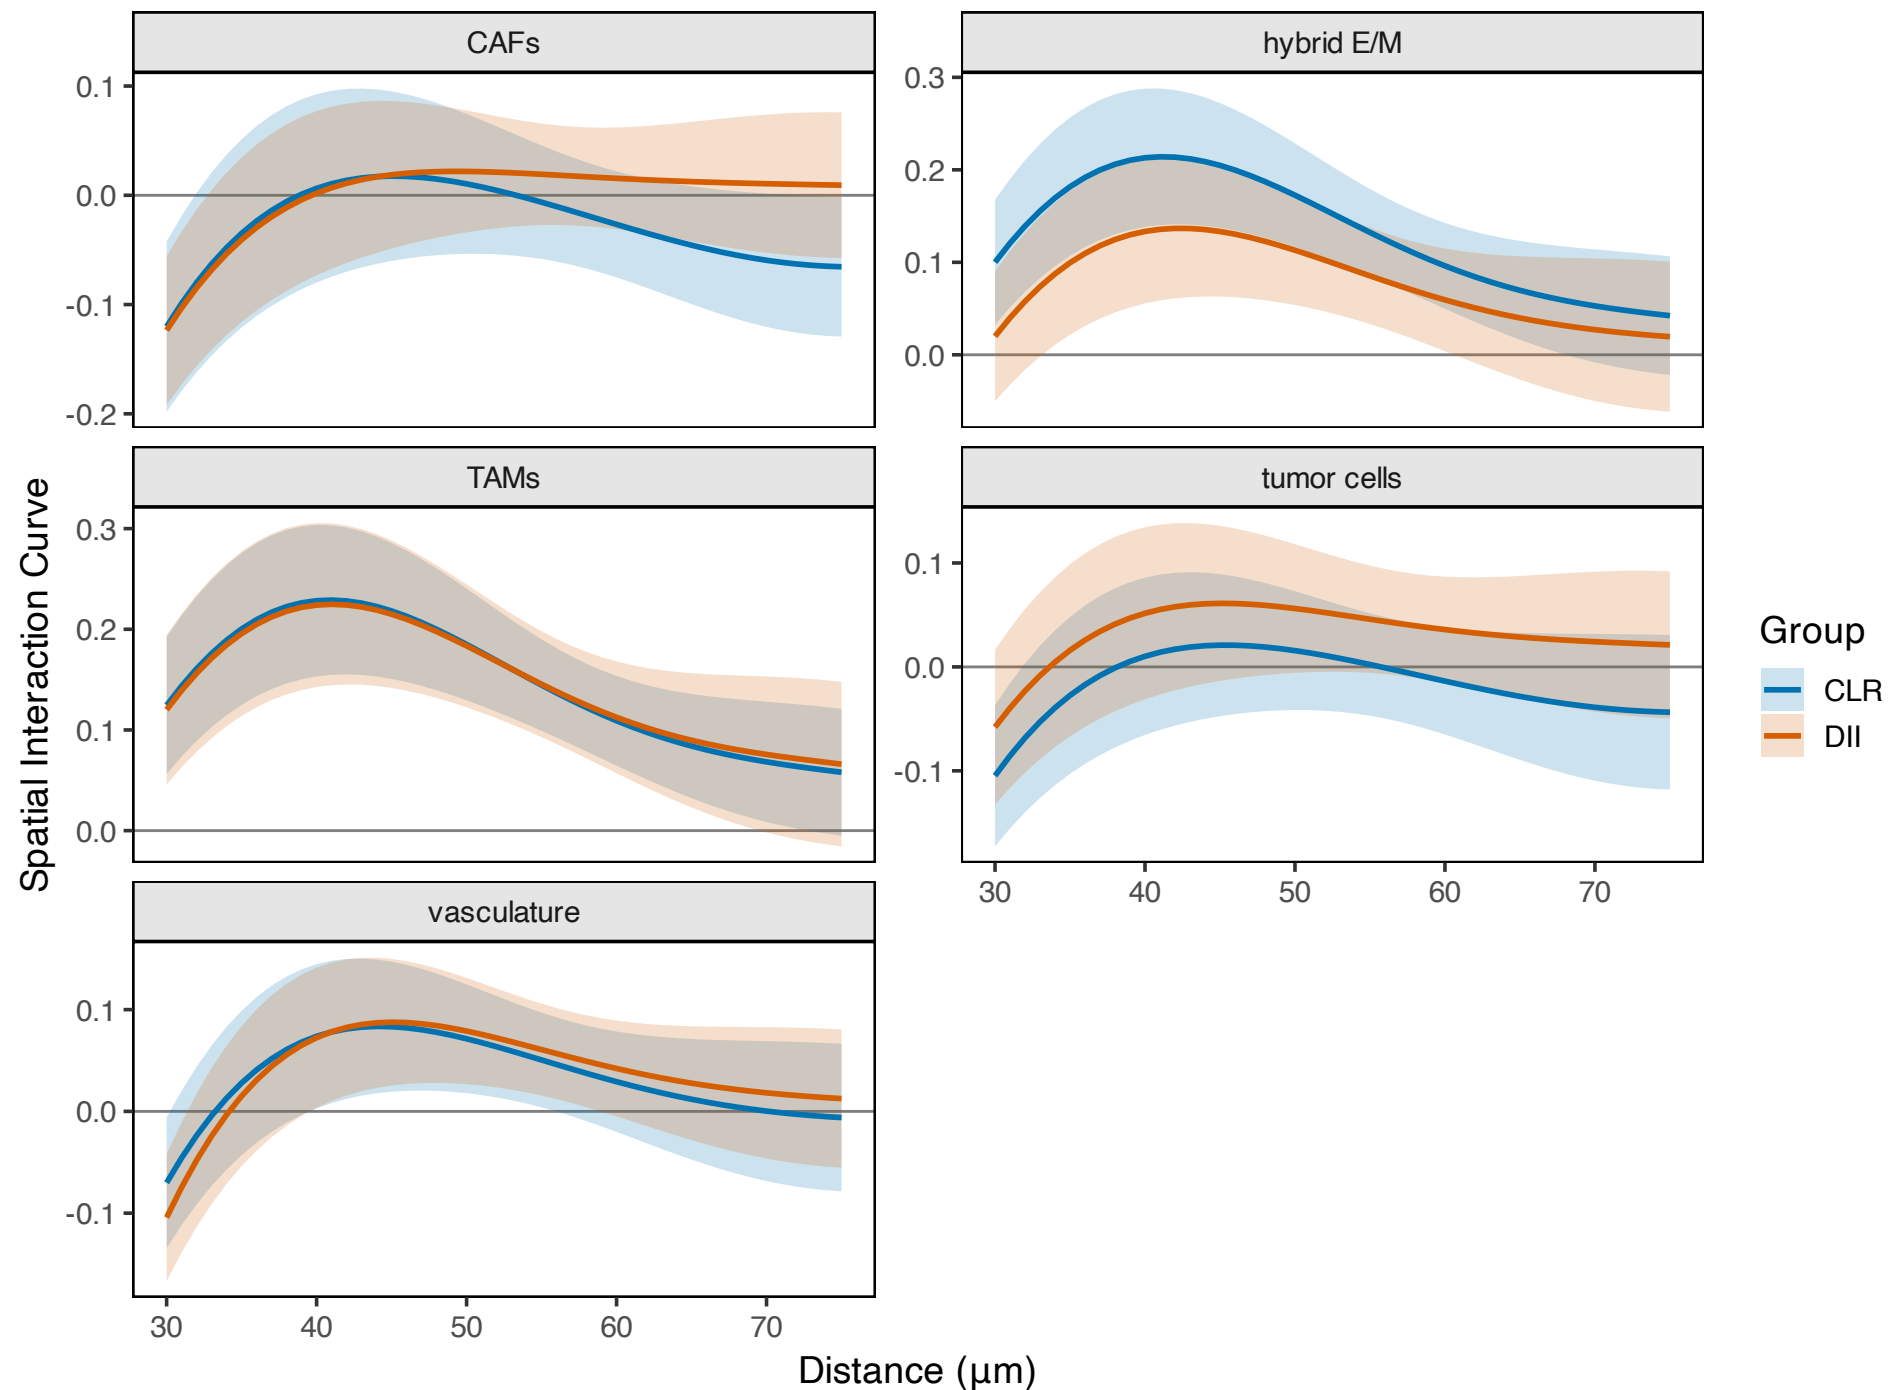 CAFs
hybrid E/M
0.1
0.0
-0.1
-0.2
0.3
0.2
0.1
0.0
TAMs
tumor cells
0.3
0.2
0.1
0.0
0.1
0.0
-0.1
30 40 50 60 70
vasculature
0.1
0.0
-0.1
30 40 50 60 70
Spatial Interaction Curve
Distance (µm)
Group
CLR
DII